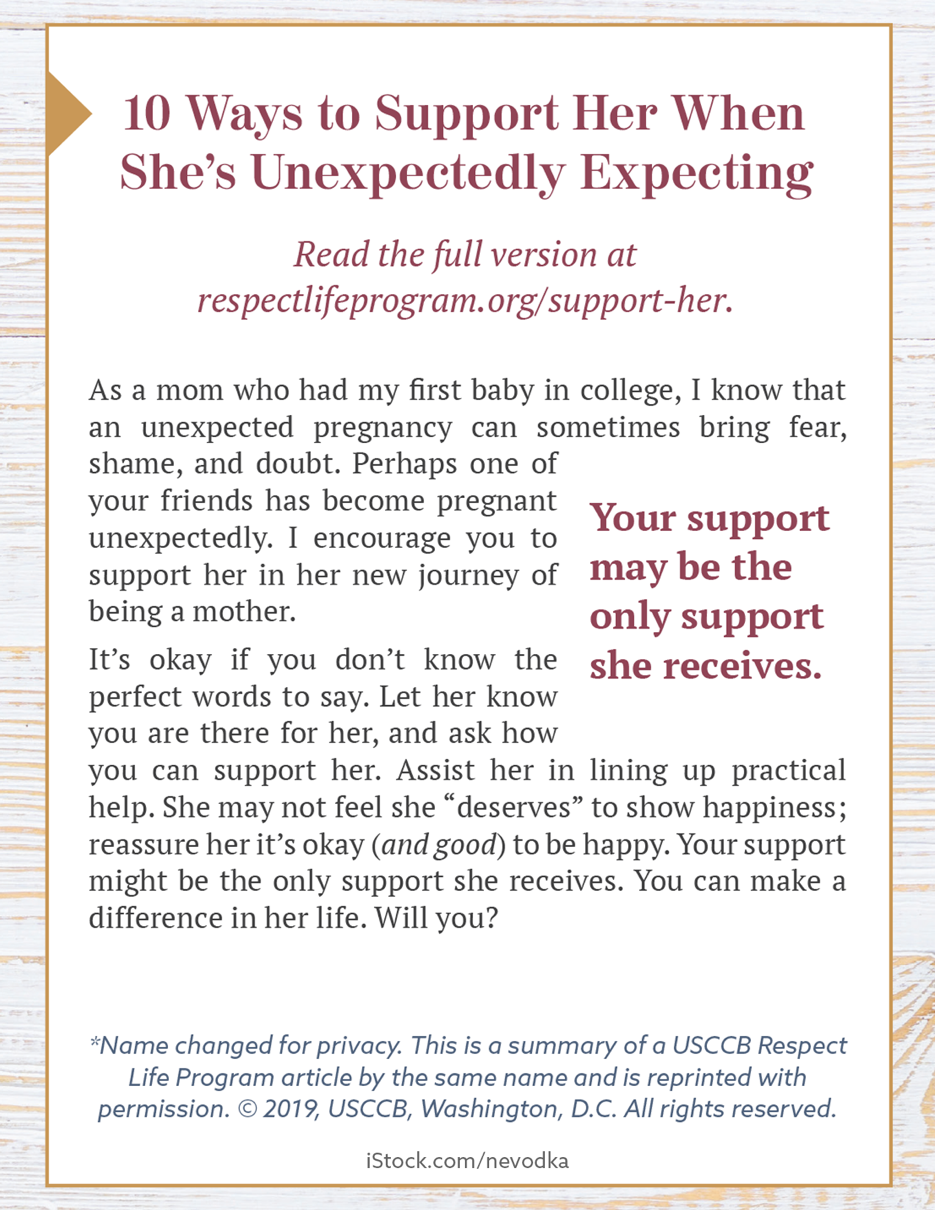 10 Ways to Support Her When
She’s Unexpectedly Expecting
Read the full version at
respectlifeprogram.org/support-her.
As a mom who had my first baby in college, I know that
an unexpected pregnancy can sometimes bring fear,
shame, and doubt. Perhaps one of
your friends has become pregnant
unexpectedly. I encourage you to
support her in her new journey of
being a mother.
Your support
may be the
only support
she receives.
It’s okay if you don’t know the
perfect words to say. Let her know
you are there for her, and ask how
you can support her. Assist her in lining up practical
help. She may not feel she “deserves” to show happiness;
reassure her it’s okay (and good) to be happy. Your support
might be the only support she receives. You can make a
difference in her life. Will you?
*Name changed for privacy. This is a summary of a USCCB Respect
Life Program article by the same name and is reprinted with
permission. © 2019, USCCB, Washington, D.C. All rights reserved.
iStock.com/nevodka